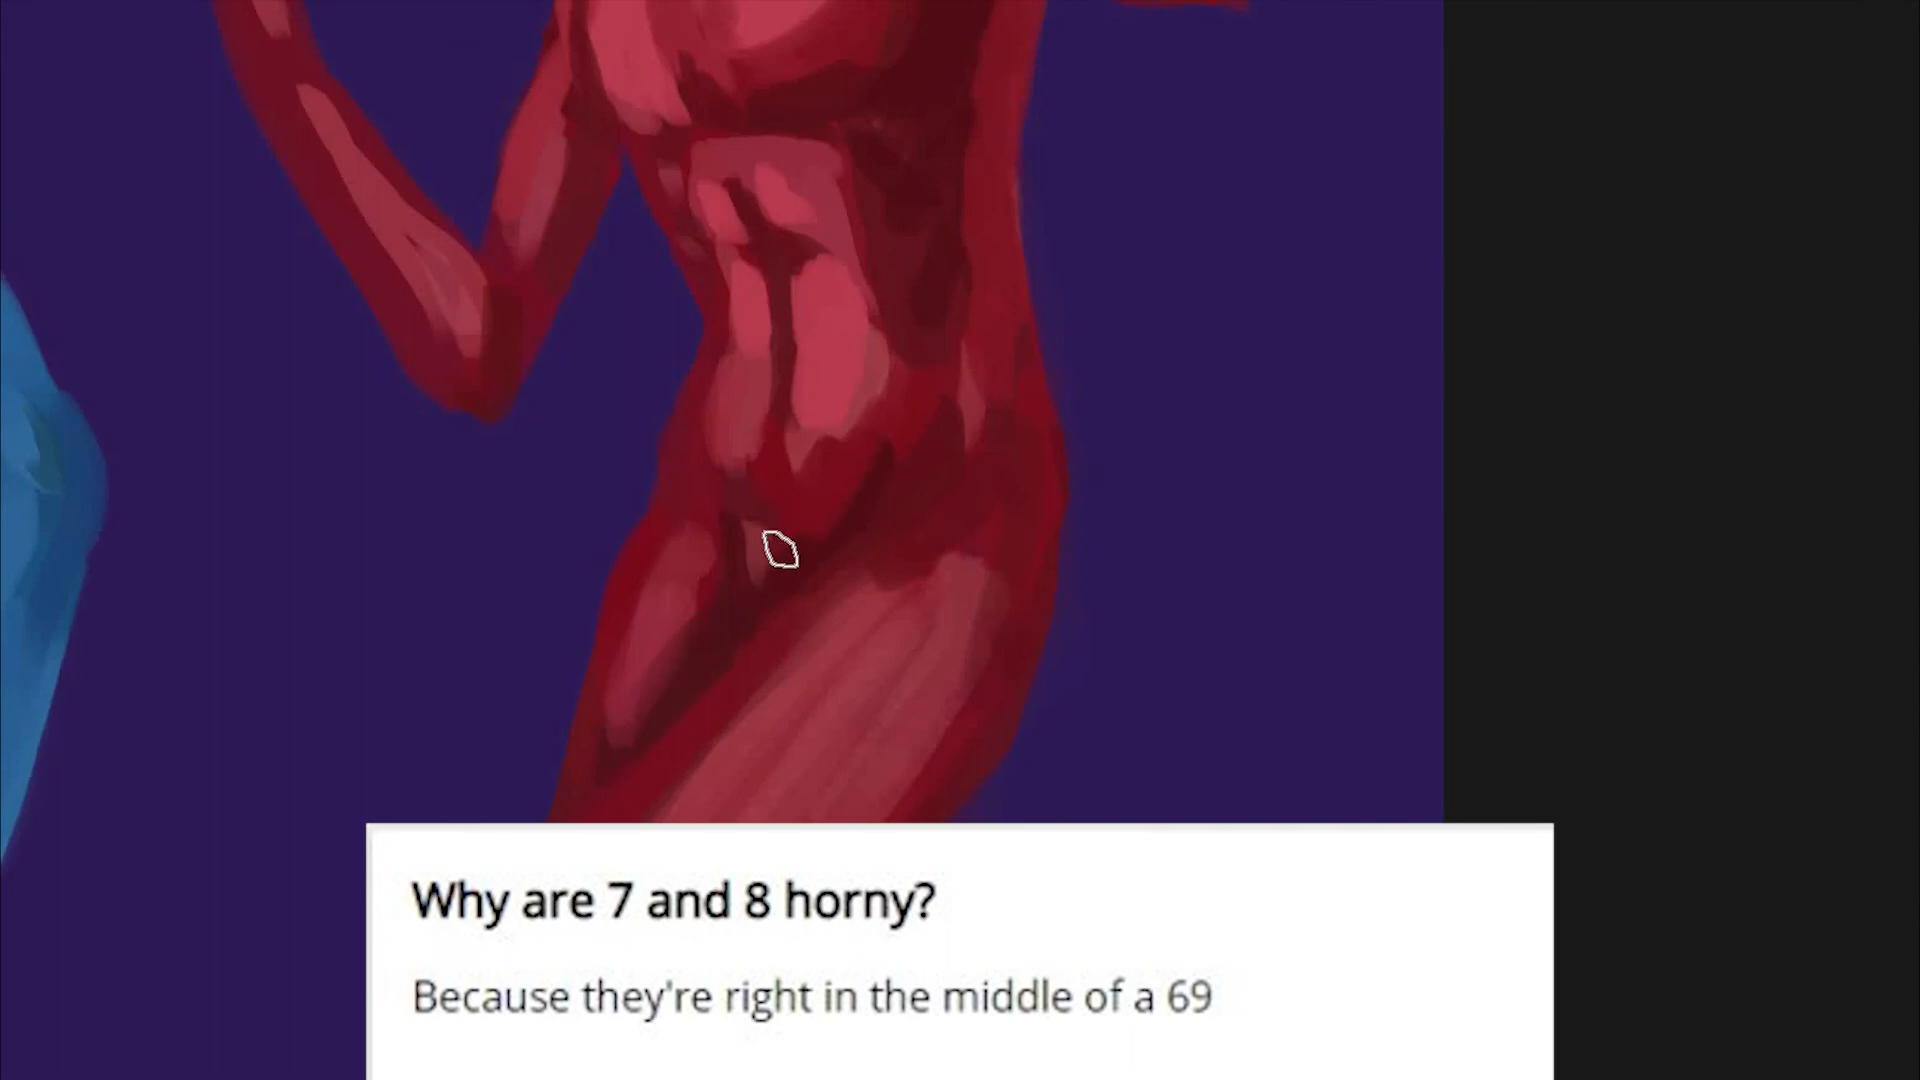 Why are 7 and 8 horny?
Because they're right in the middle of a 69